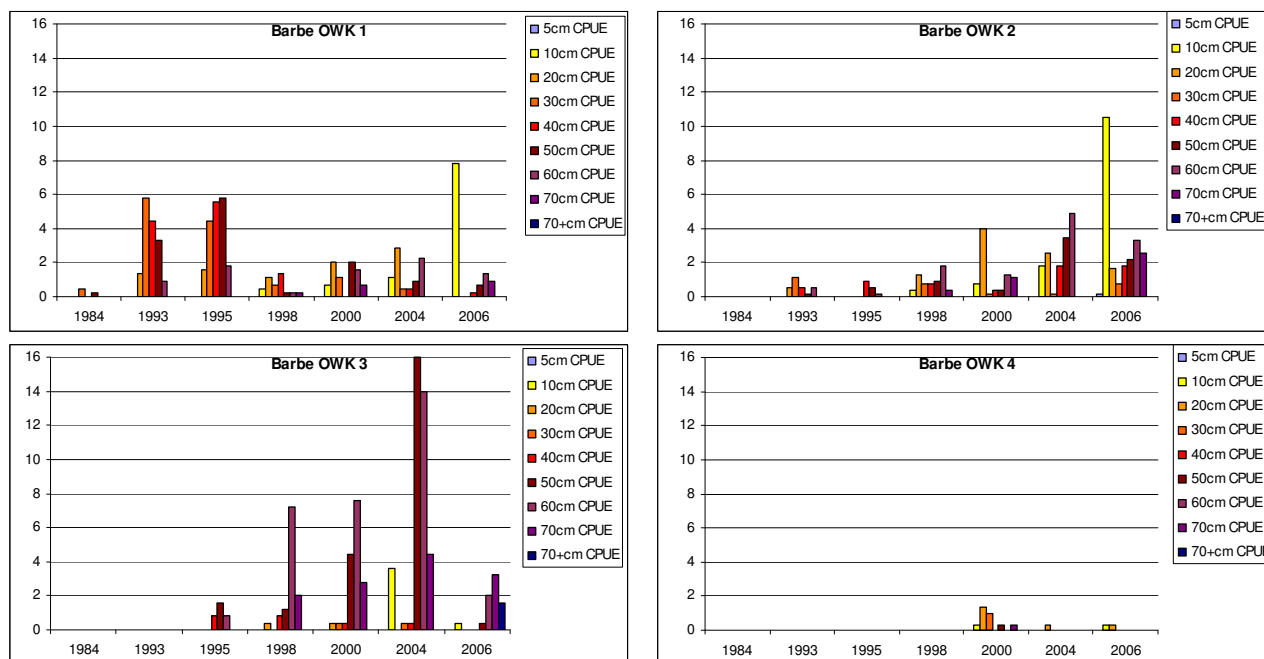 Barbe OWK 1
16
14
12
10
8
6
4
2
0
1984 1993 1995 1998 2000 2004 2006
5cm CPUE
10cm CPUE
20cm CPUE
30cm CPUE
40cm CPUE
50cm CPUE
60cm CPUE
70cm CPUE
70+cm CPUE
Barbe OWK 2
16
14
12
10
8
6
4
2
0
1984 1993 1995 1998 2000 2004 2006
5cm CPUE
10cm CPUE
20cm CPUE
30cm CPUE
40cm CPUE
50cm CPUE
60cm CPUE
70cm CPUE
70+cm CPUE
Barbe OWK 3
16
14
12
10
8
6
4
2
0
1984 1993 1995 1998 2000 2004 2006
5cm CPUE
10cm CPUE
20cm CPUE
30cm CPUE
40cm CPUE
50cm CPUE
60cm CPUE
70cm CPUE
70+cm CPUE
Barbe OWK 4
16
14
12
10
8
6
4
2
0
1984 1993 1995 1998 2000 2004 2006
5cm CPUE
10cm CPUE
20cm CPUE
30cm CPUE
40cm CPUE
50cm CPUE
60cm CPUE
70cm CPUE
70+cm CPUE